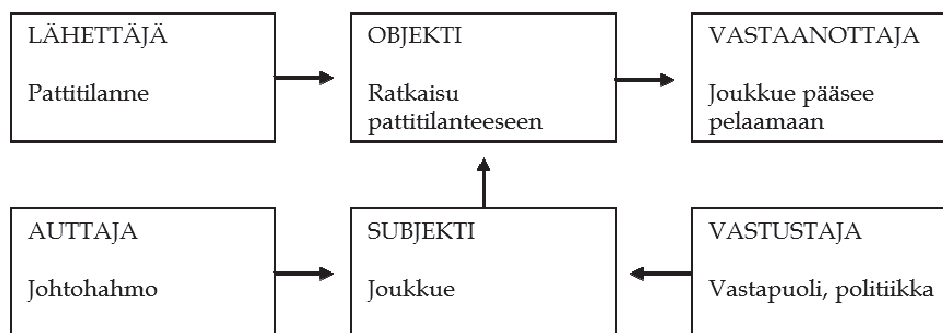 LÄHETTÄJÄ
Pattitilanne
OBJEKTI
Ratkaisu
pattitilanteeseen
VASTAANOTTAJA
Joukkue pääsee
pelaamaan
AUTTAJA
Johtohahmo
SUBJEKTI
Joukkue
VASTUSTAJA
Vastapuoli, politiikka